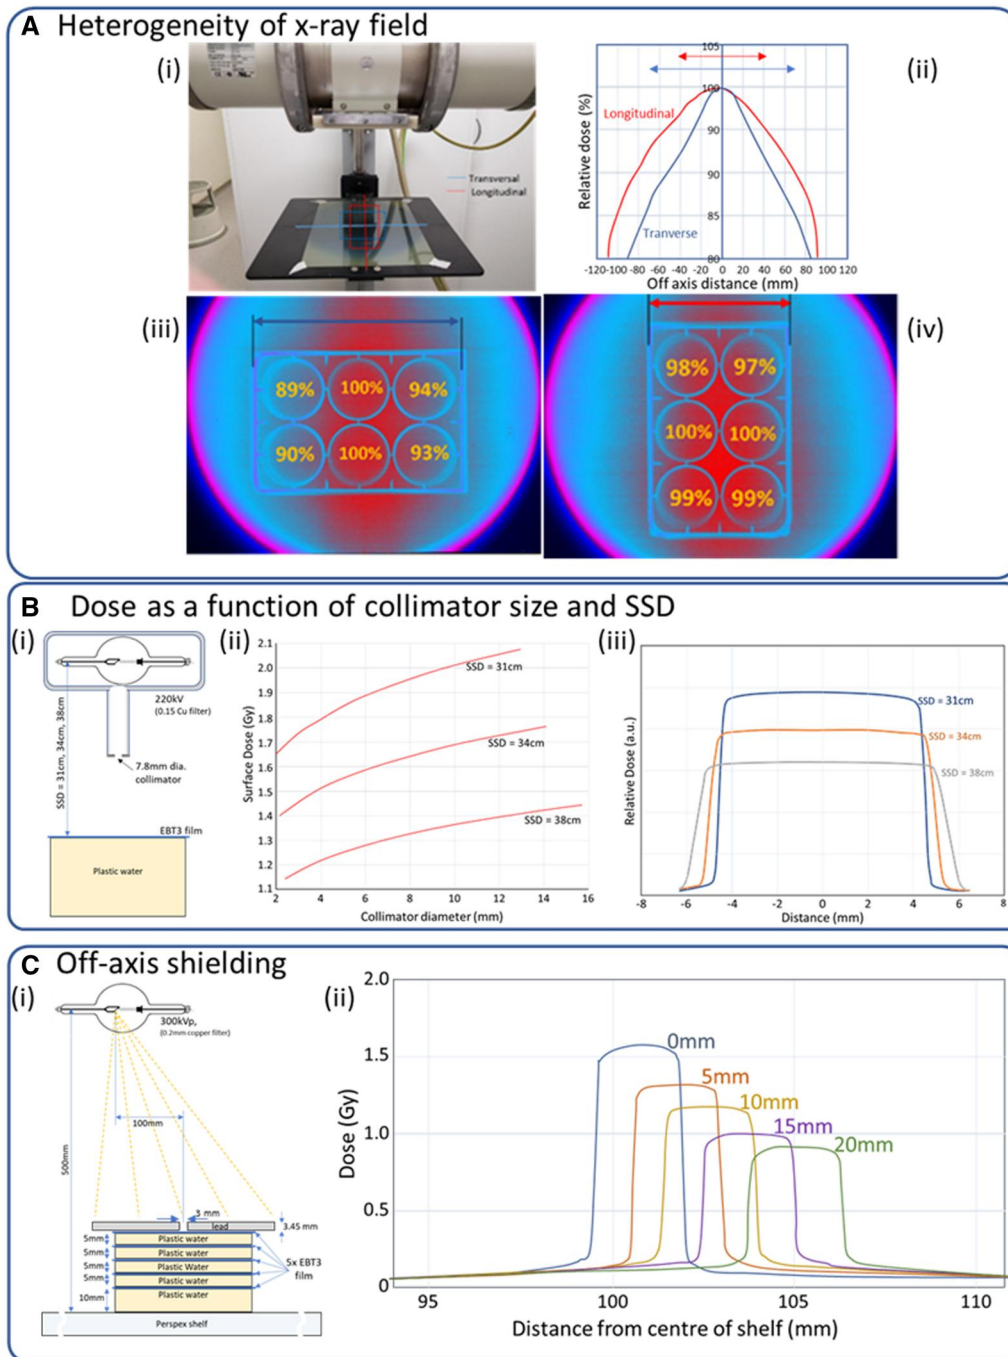 A Heterogeneity of x-ray field
(i)
Transversal
Longitudinal
(ii)
105
100
90
90
85
80
Relative dose (%)
Longitudinal
Tranverse
-120-100 -80 -60 -40 -20 0 20 40 60 80 100 120
Off axis distance (mm)
(iii)
89% 100% 94%
90% 100% 93%
(iv)
98% 97%
100% 100%
99% 99%
B Dose as a function of collimator size and SSD
(i)
220kV
(0.15 Cu filter)
SSD = 31cm, 34cm, 38cm
7.8mm dia.
collimator
EBT3 film
Plastic water
(ii)
2.1
2.0
1.9
1.8
1.7
1.6
1.5
1.4
1.3
1.2
1.1
Surface Dose (Gy)
SSD = 31cm
SSD = 34cm
SSD = 38cm
2 4 6 8 10 12 14 16
Collimator diameter (mm)
(iii)
Relative Dose (a.u.)
SSD = 31cm
SSD = 34cm
SSD = 38cm
-8 -6 -4 -2 0 2 4 6 8
Distance (mm)
C Off-axis shielding
(i)
300kVp,
(0.2mm copper filter)
100mm
500mm
3 mm
lead
3.45 mm
5mm Plastic water
5mm Plastic water
5mm Plastic Water
5mm Plastic water
10mm Plastic water
5x EBT3
film
Perspex shelf
(ii)
2.0
1.5
1.0
0.5
0
Dose (Gy)
0mm
5mm
10mm
15mm
20mm
95 100 105 110
Distance from centre of shelf (mm)